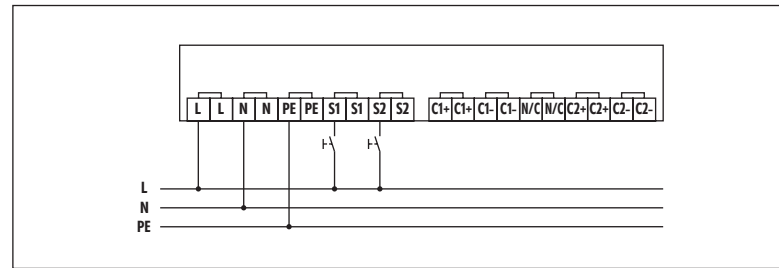 L L N N PE PE S1 S1 S2 S2 C1+ C1+ C1- C1- N/C N/C C2+ C2+ C2- C2-
L
N
PE